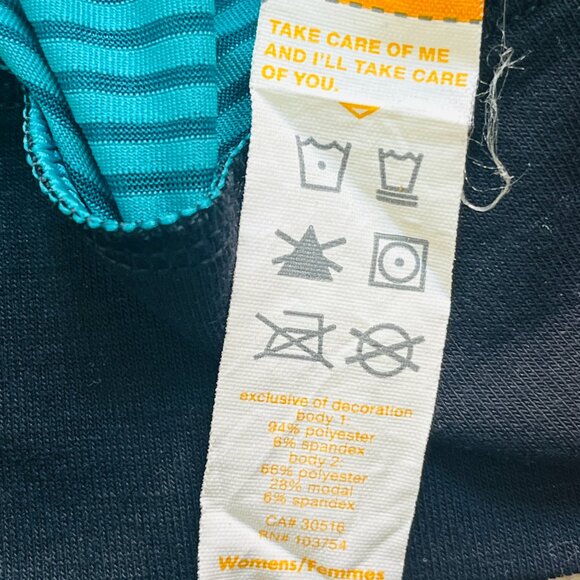 TAKE CARE OF ME
AND I'LL TAKE CARE
OF YOU.
exclusive of decoration
body 1:
94% polyester
6% spandex
body 2:
66% polyester
28% modal
6% spandex
CA# 30516
RN# 103754
Womens/Femmes